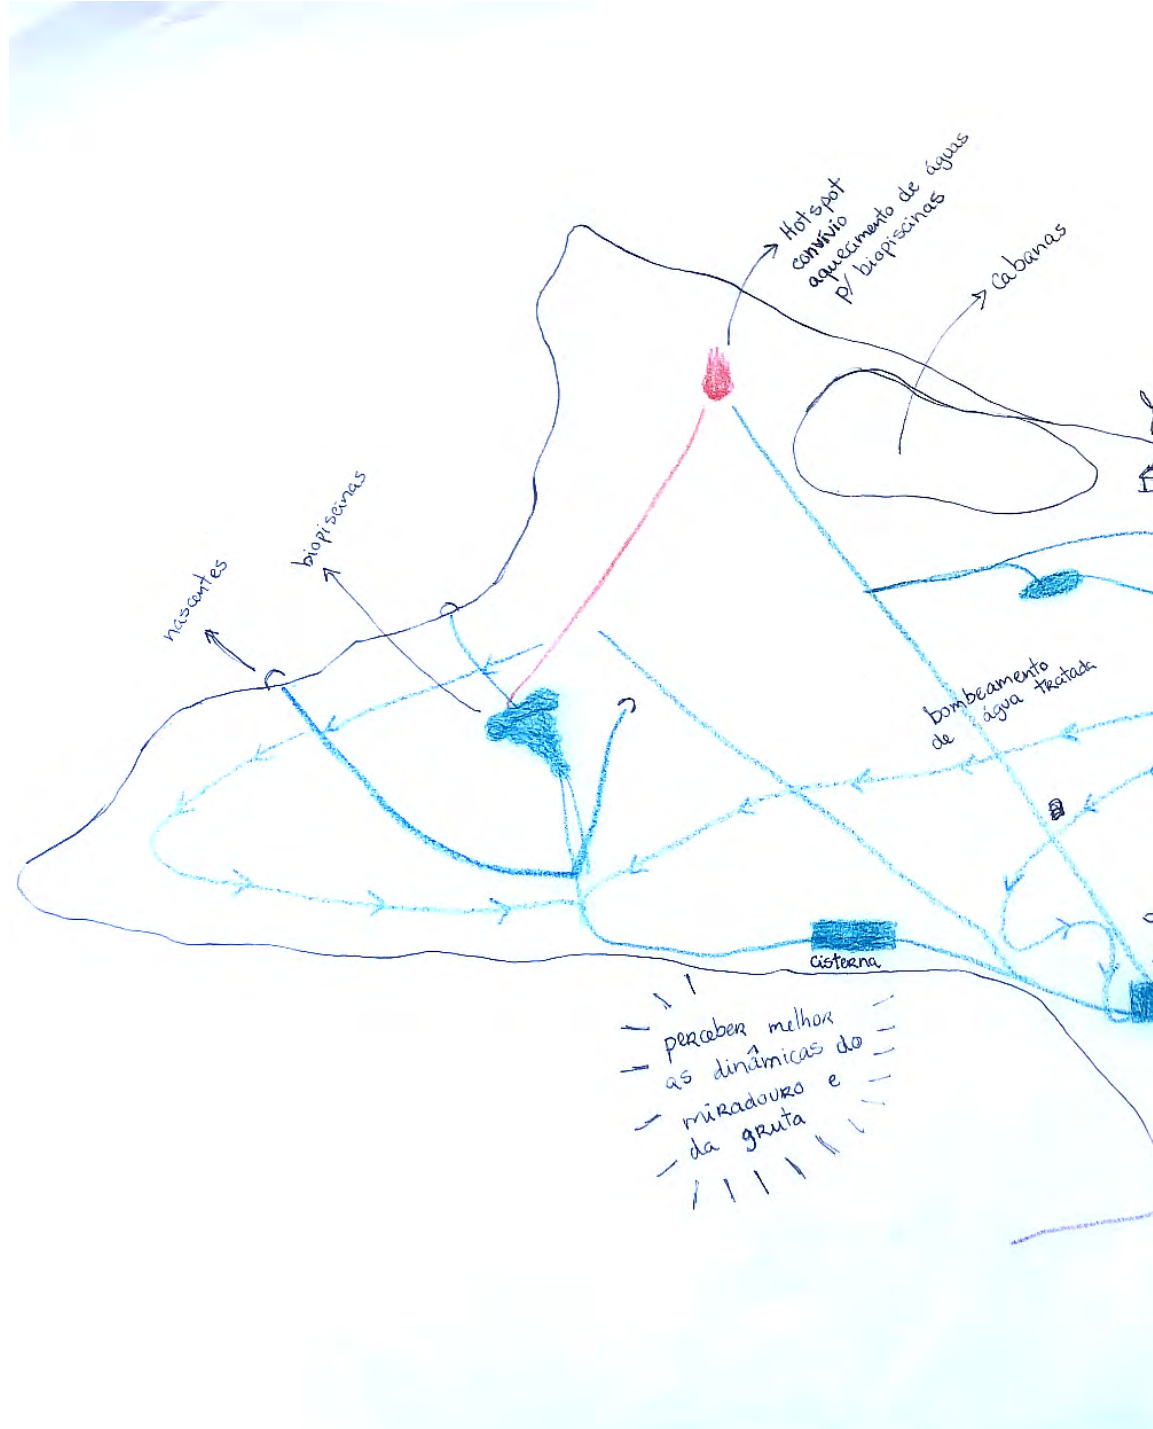 Hotspot
convívio
aquecimento de águas
p/ biopiscinas
cabanas
biopiscinas
nascentes
bombeamento
de água tratada
cisterna
perceber melhor
as dinâmicas do
miradouro e
da gruta